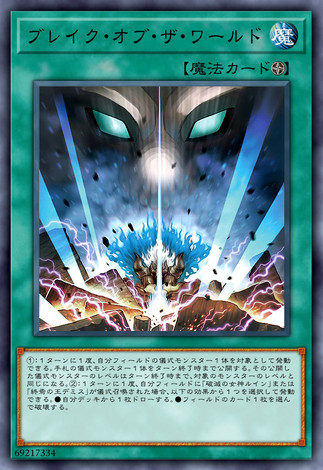 ブレイク・オブ・ザ・ワールド
魔
【魔法カード】
①:1ターンに1度、自分フィールドの儀式モンスター1体を対象として発動
できる。手札の儀式モンスター1体をターン終了時まで公開する。その公開し
た儀式モンスターのレベルはターン終了時まで、対象のモンスターのレベルと
同じになる。②:1ターンに1度、自分フィールドに「破滅の女神ルイン」または
「終焉の王デミス」が儀式召喚された場合、以下の効果から1つを選択して発動
できる。●自分デッキから1枚ドローする。●フィールドのカード1枚を選ん
で破壊する。
69217334